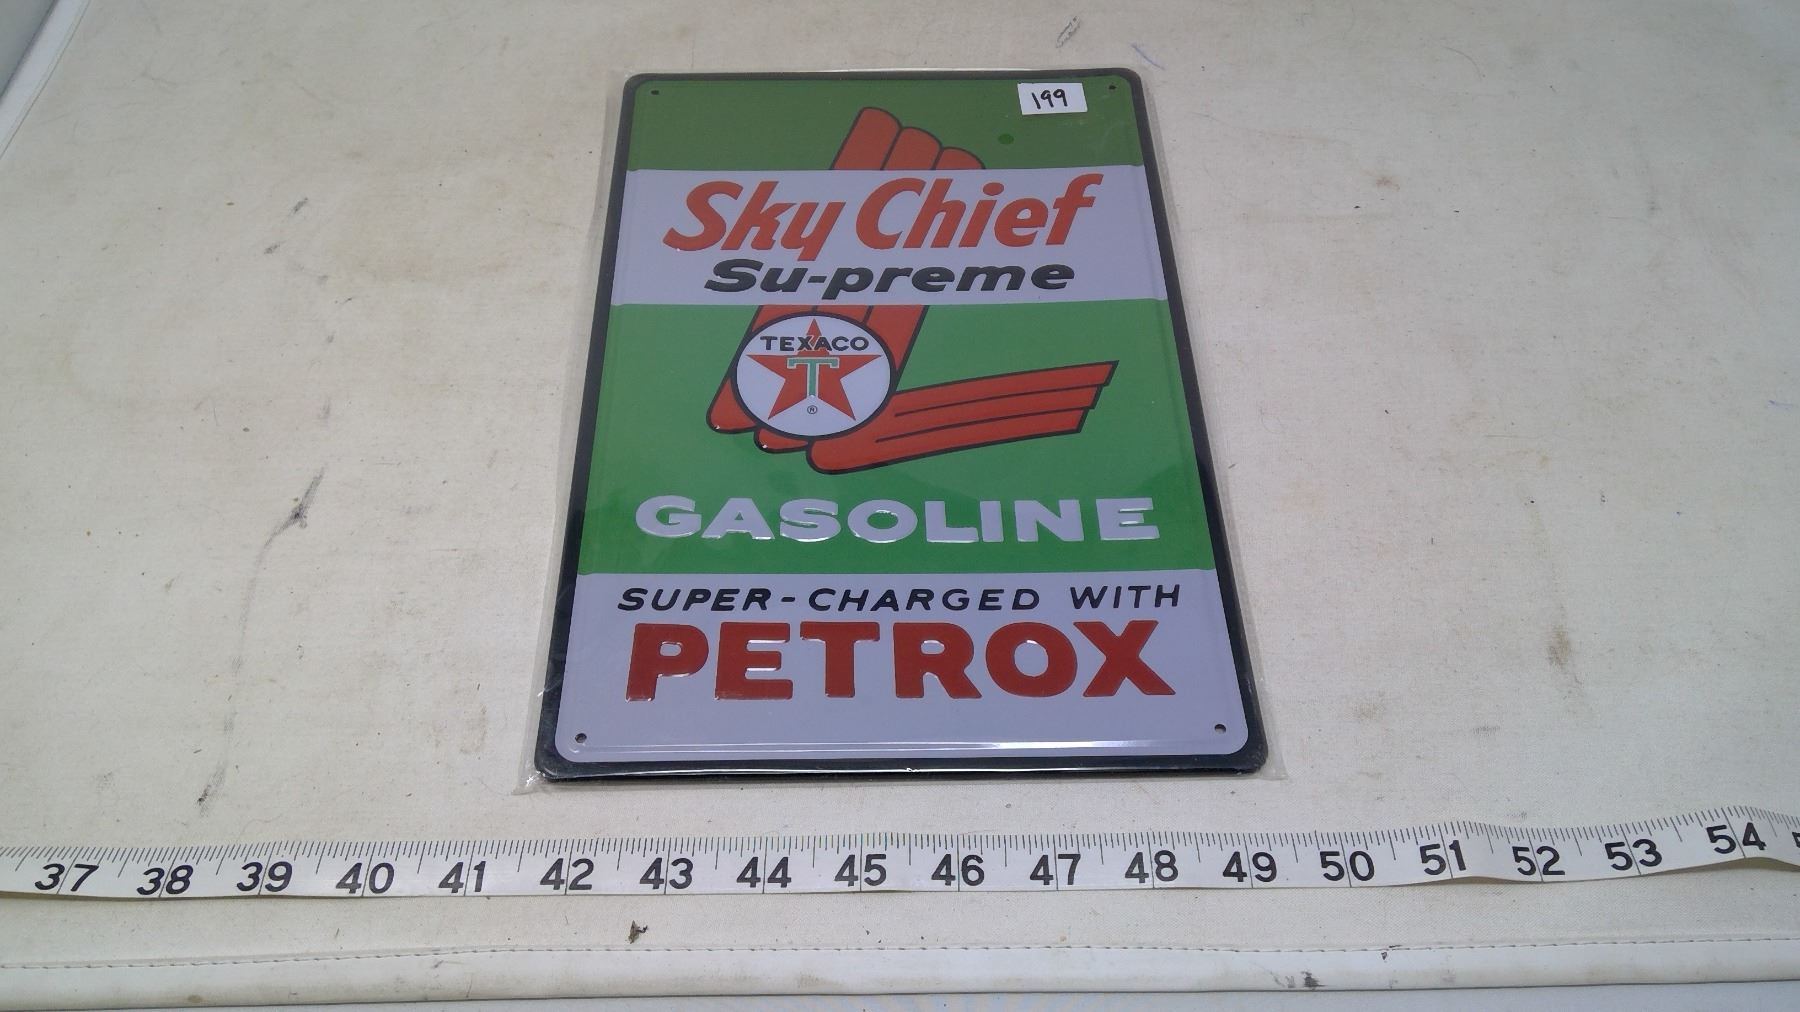 199
Sky Chief
Su-preme
TEXACO
T
®
GASOLINE
SUPER-CHARGED WITH
PETROX
37 38 39 40 41 42 43 44 45 46 47 48 49 50 51 52 53 54